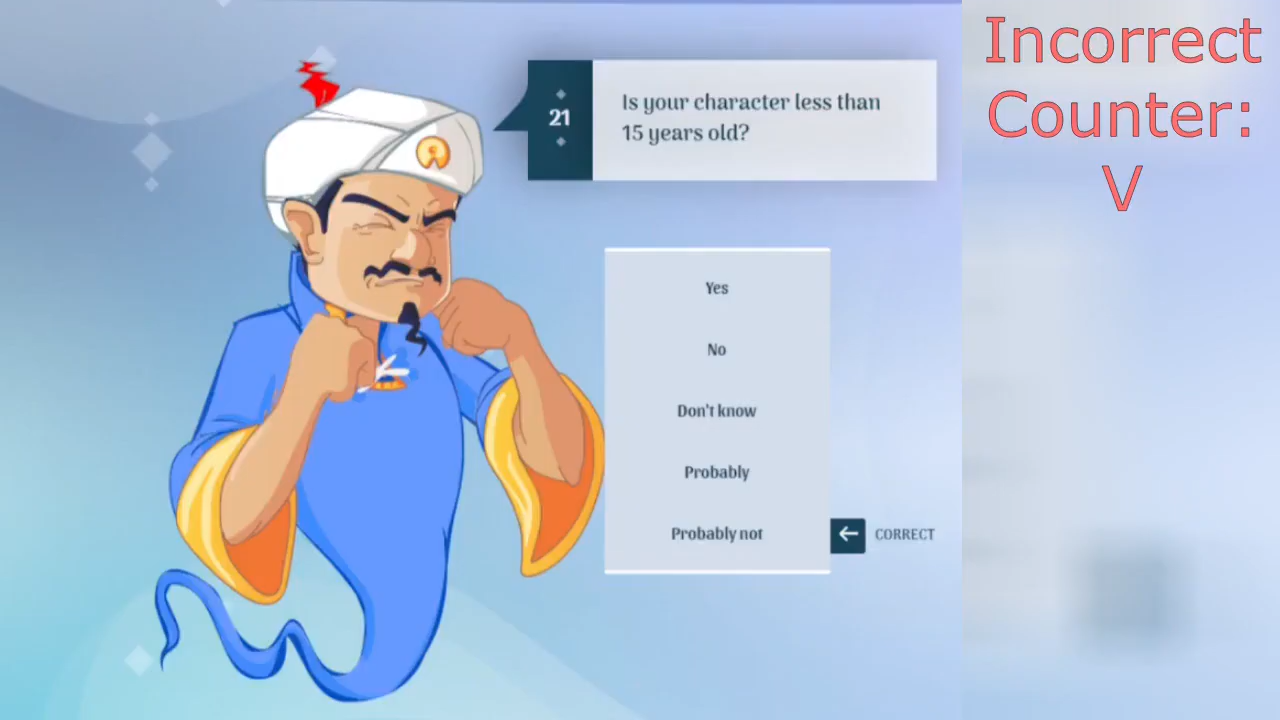 21
Is your character less than
15 years old?
Yes
No
Don't know
Probably
Probably not
CORRECT
Incorrect
Counter:
V